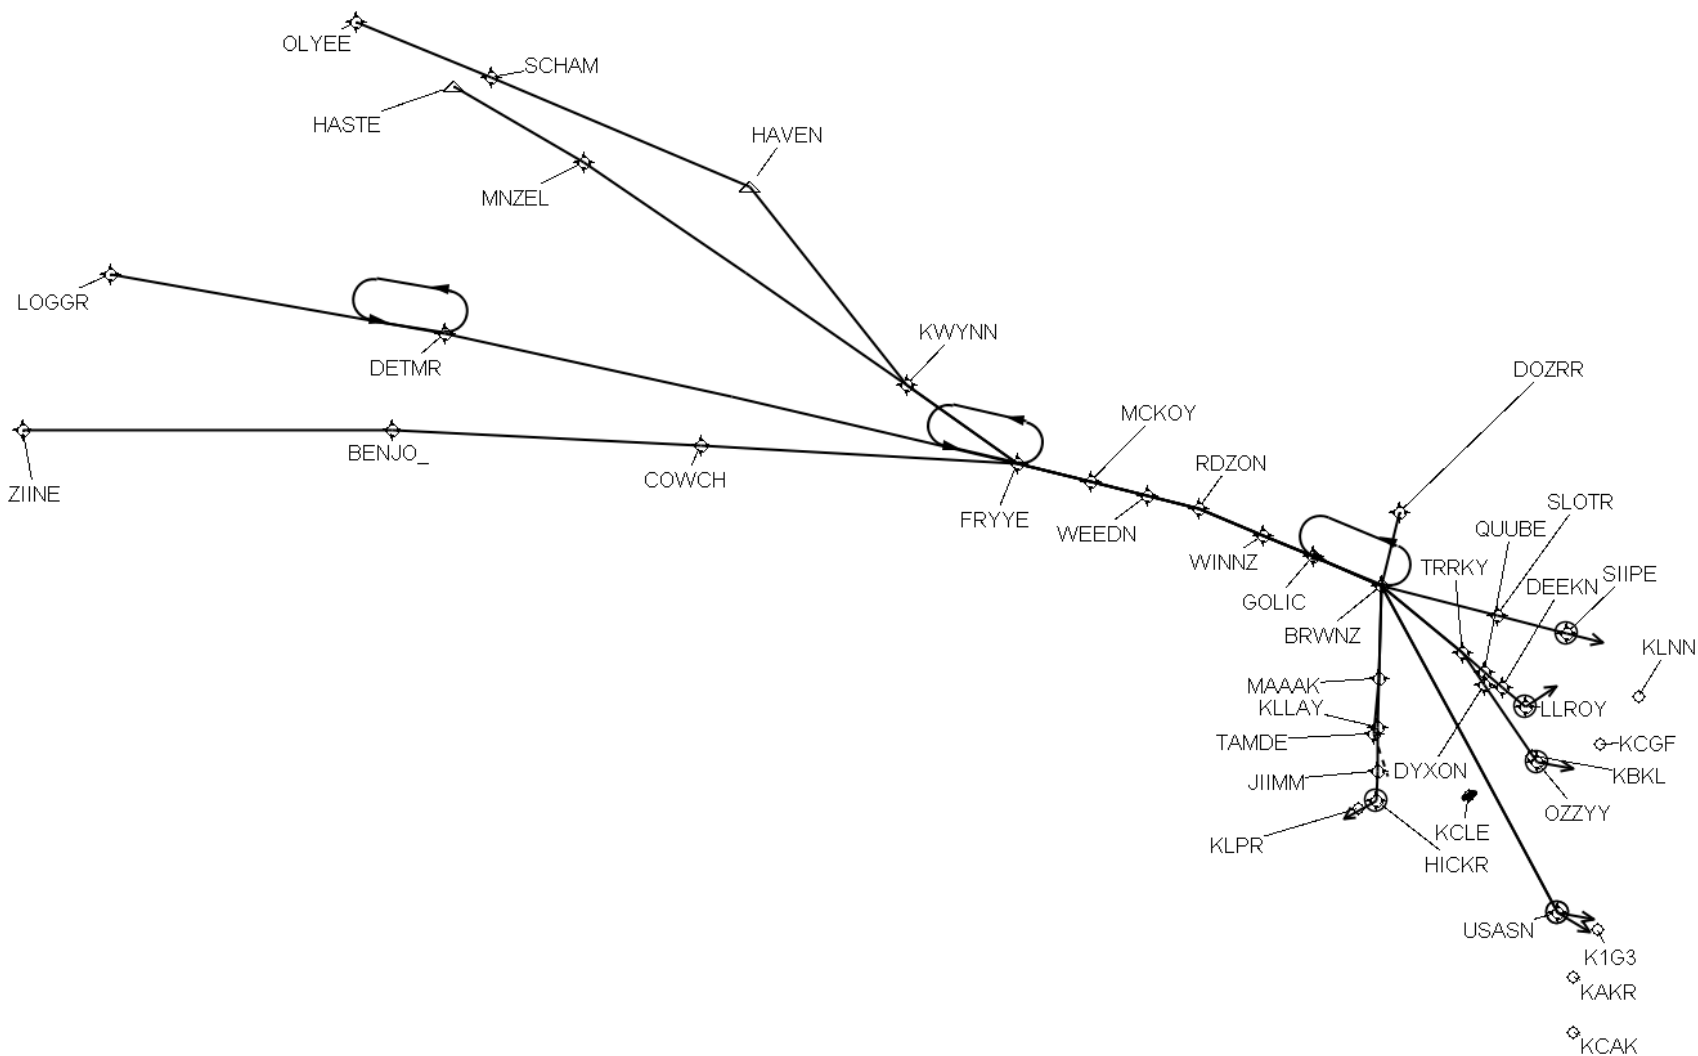 OLYEE
SCHAM
HASTE
HAVEN
MNZEL
LOGGR
DETMR
KWYNN
DOZRR
MCKOY
BENJO_
COWCH
ZIINE
RDZON
SLOTR
FRYYE
QUUBE
WEEDN
WINNZ
TRRKY
SIIPE
DEEKN
GOLIC
BRWNZ
KLNN
MAAAK
KLLAY
LLROY
TAMDE
KCGF
DYXON
KBKL
JIIMM
OZZYY
KCLE
KLPR
HICKR
USASN
K1G3
KAKR
KCAK